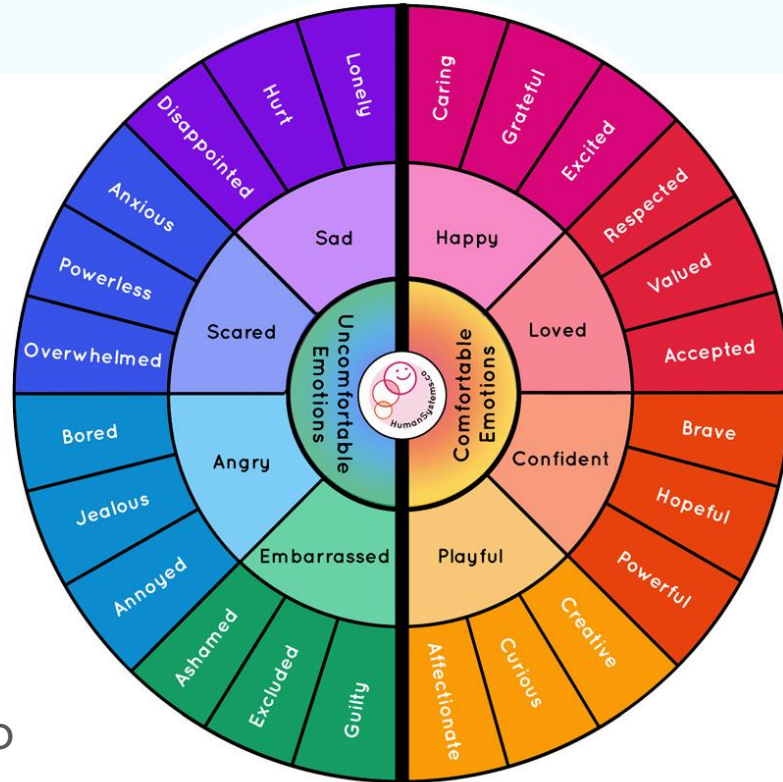 Lonely
Hurt
Disappointed
Anxious
Powerless
Overwhelmed
Bored
Jealous
Annoyed
Ashamed
Excluded
Guilty
Sad
Scared
Angry
Embarrassed
Uncomfortable
Emotions
HumanSystems.co
Comfortable
Emotions
Happy
Loved
Confident
Playful
Caring
Grateful
Excited
Respected
Valued
Accepted
Brave
Hopeful
Powerful
Creative
Curious
Affectionate